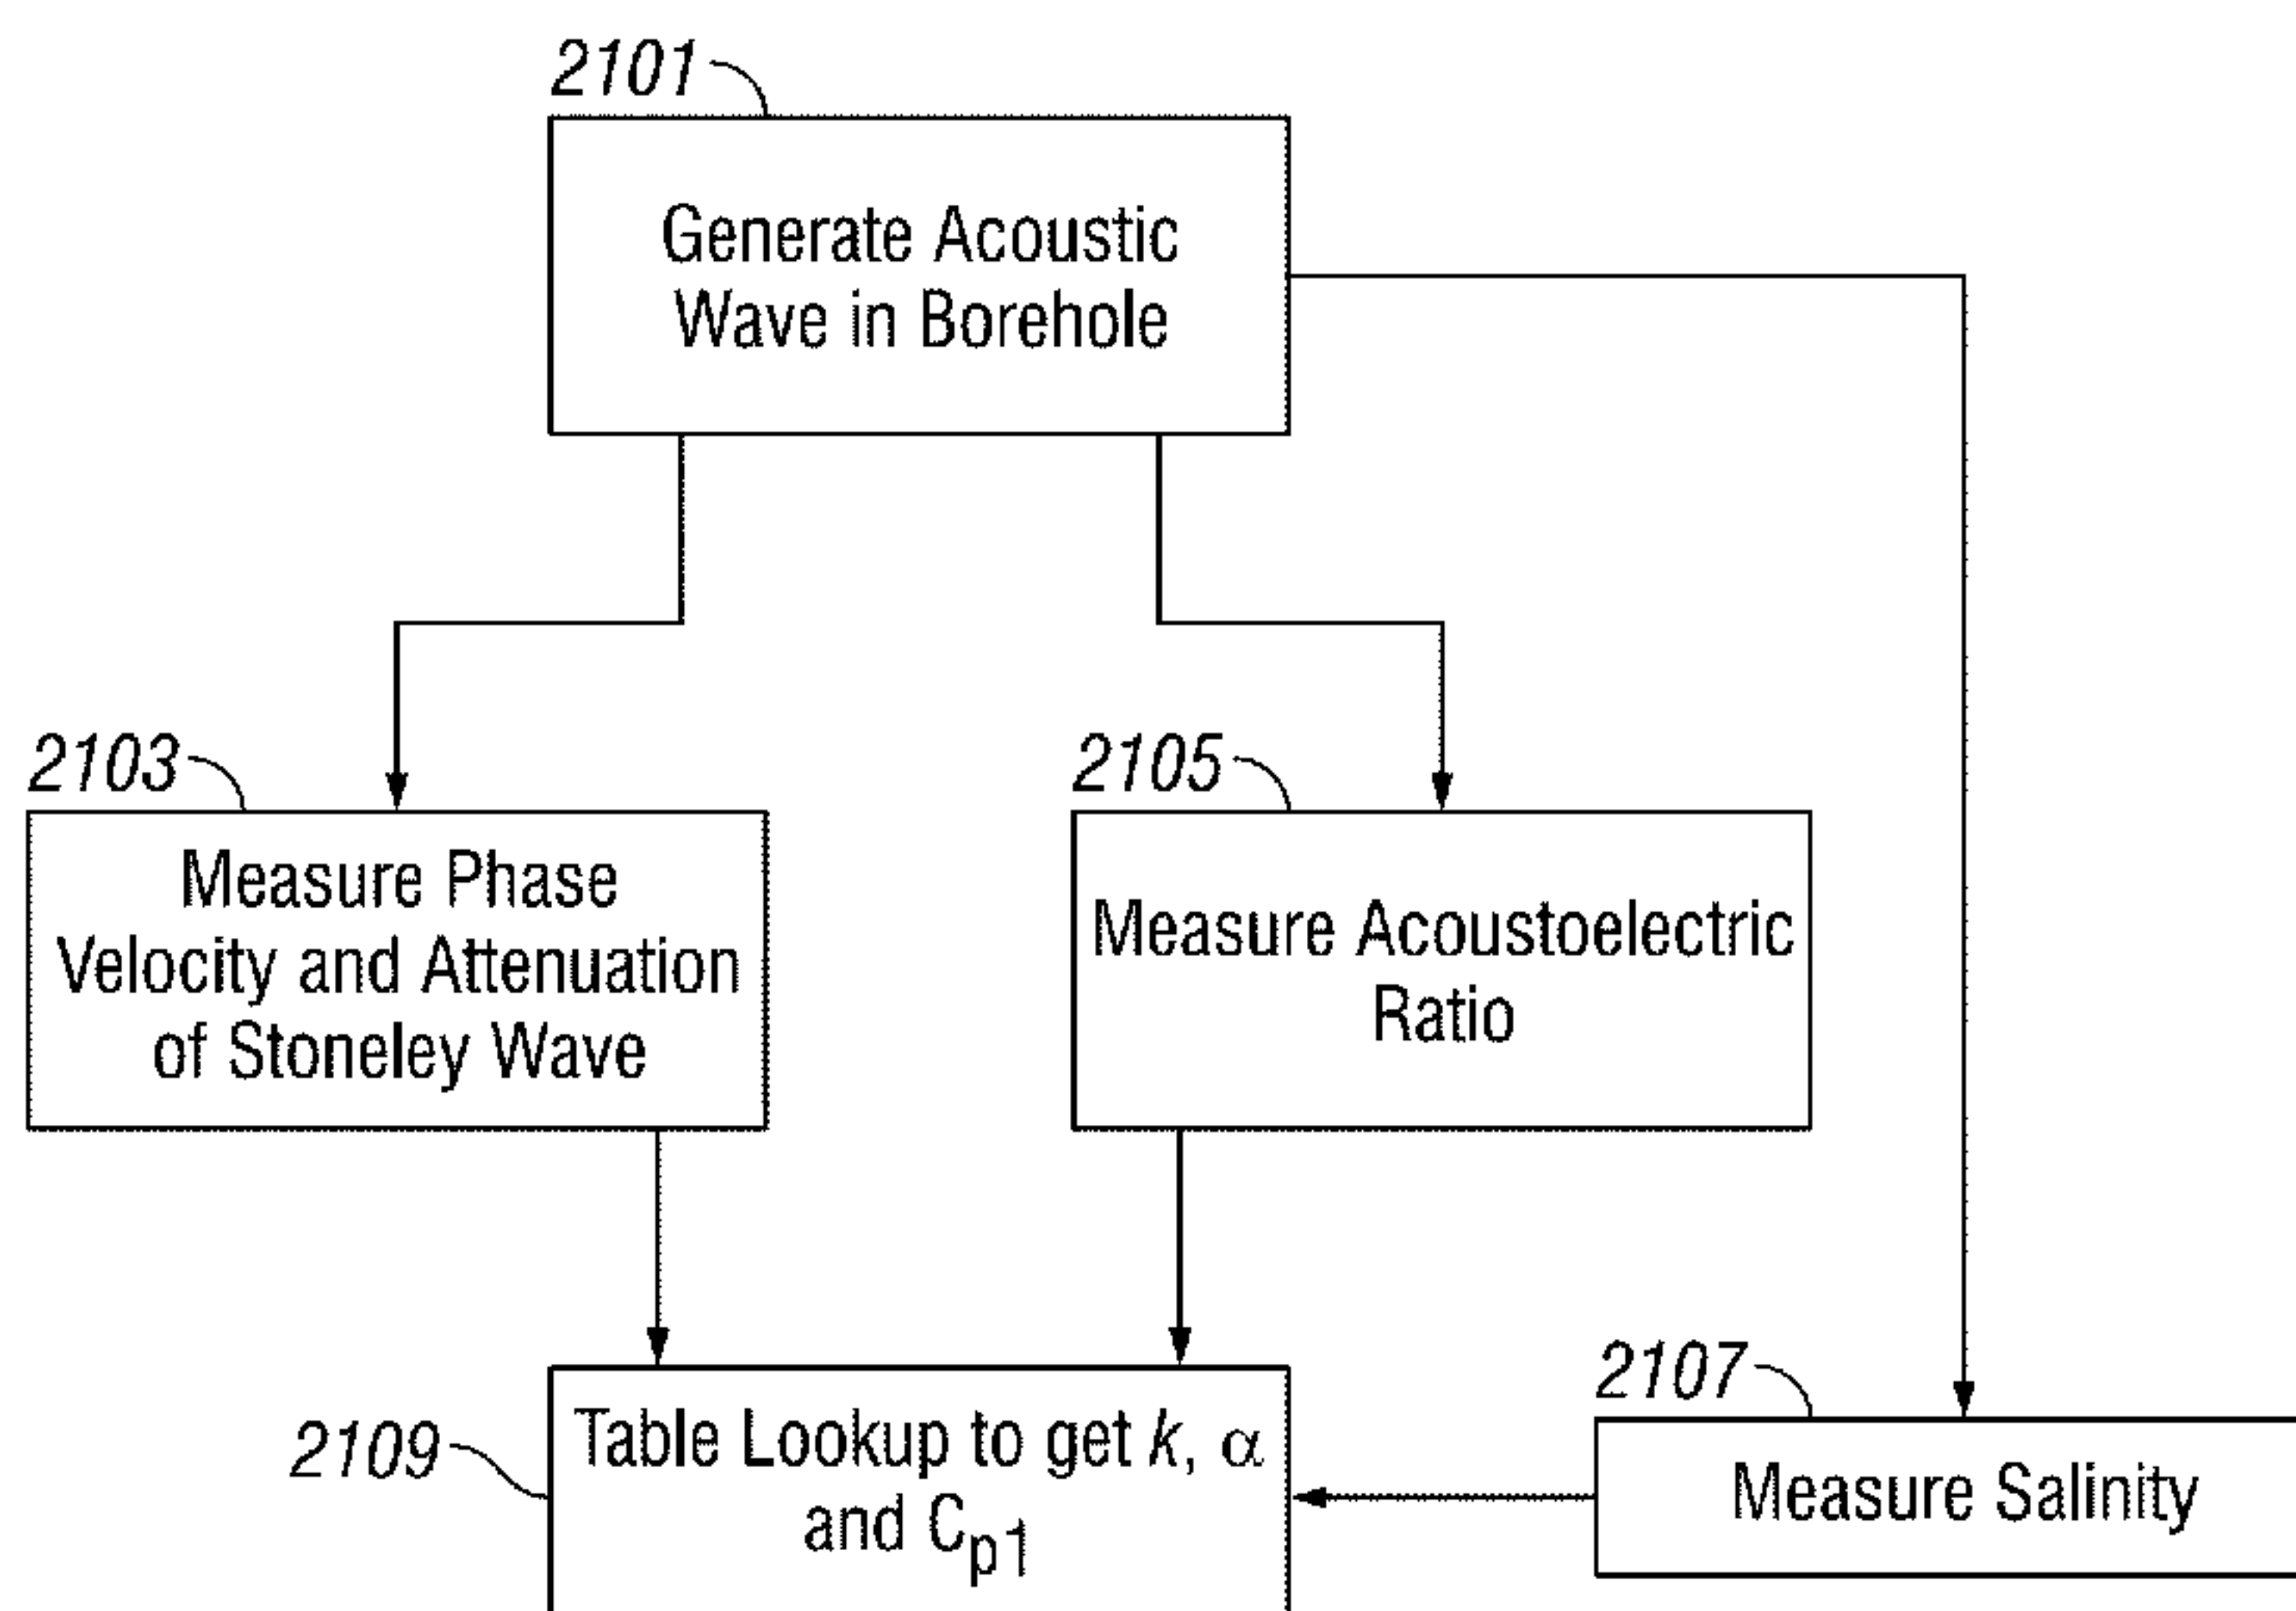 2101
Generate Acoustic
Wave in Borehole
2103
Measure Phase
Velocity and Attenuation
of Stoneley Wave
2105
Measure Acoustoelectric
Ratio
2107
Measure Salinity
2109
Table Lookup to get k, α
and Cp1